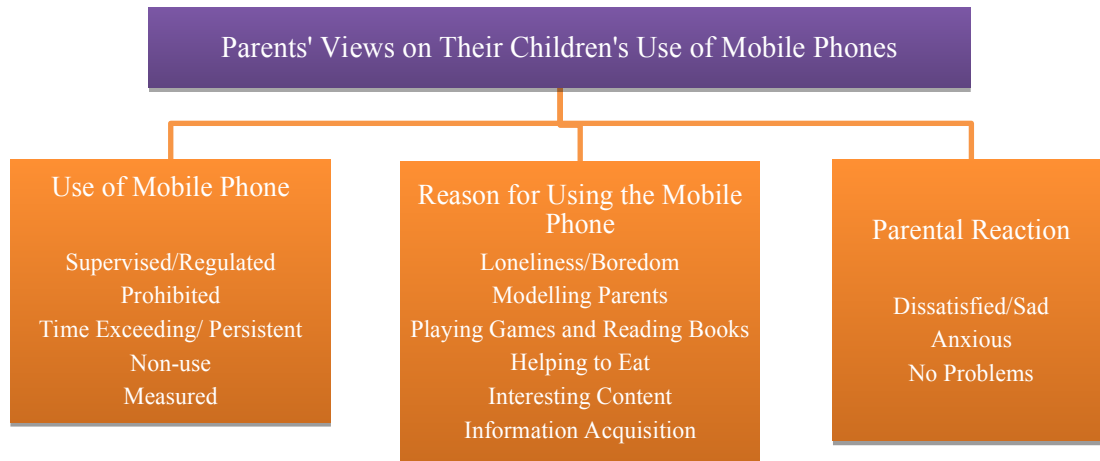 Parents' Views on Their Children's Use of Mobile Phones
Use of Mobile Phone
Supervised/Regulated
Prohibited
Time Exceeding/ Persistent
Non-use
Measured
Reason for Using the Mobile
Phone
Loneliness/Boredom
Modelling Parents
Playing Games and Reading Books
Helping to Eat
Interesting Content
Information Acquisition
Parental Reaction
Dissatisfied/Sad
Anxious
No Problems